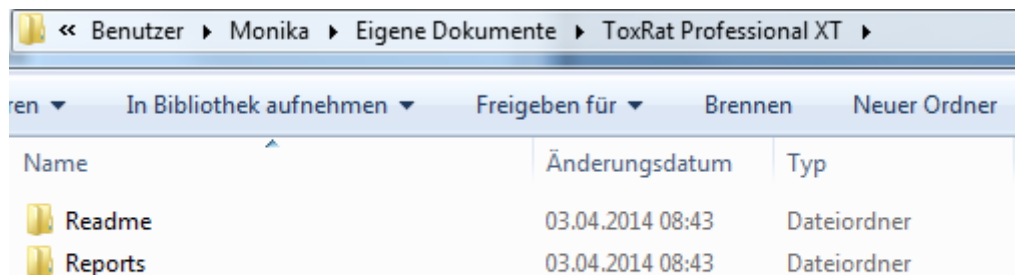 « Benutzer ▸ Monika ▸ Eigene Dokumente ▸ ToxRat Professional XT ▸
ren ▾ In Bibliothek aufnehmen ▾ Freigeben für ▾ Brennen Neuer Ordner
Name Änderungsdatum Typ
Readme 03.04.2014 08:43 Dateiordner
Reports 03.04.2014 08:43 Dateiordner